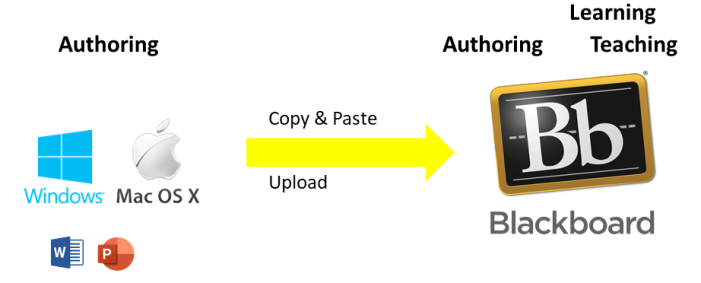 Learning
Authoring
Authoring
Teaching
Copy & Paste
Upload
Windows
Mac OS X
W
P
Bb
Blackboard